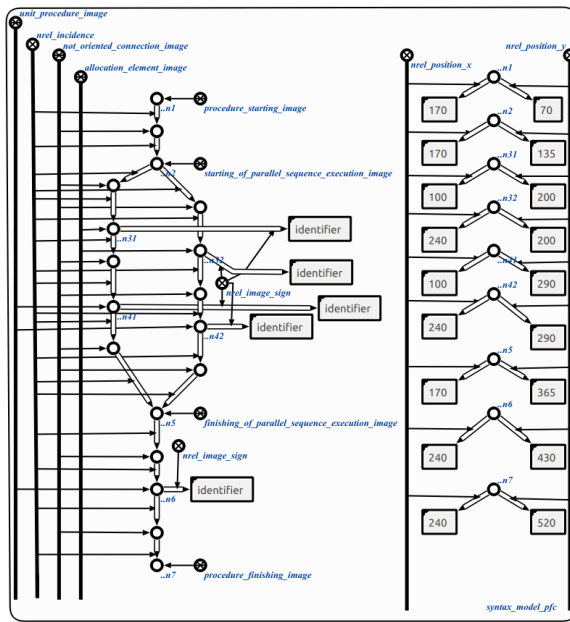 unit_procedure_image
nrel_incidence
not_oriented_connection_image
allocation_element_image
..n1
procedure_starting_image
..n2
starting_of_parallel_sequence_execution_image
..n31
identifier
..n32
identifier
nrel_image_sign
..n41
identifier
identifier
..n42
..n5
finishing_of_parallel_sequence_execution_image
nrel_image_sign
identifier
..n6
..n7
procedure_finishing_image
nrel_position_y
nrel_position_x
..n1
170
70
..n2
170
135
..n31
100
200
..n32
240
200
..n41
100
290
..n42
240
290
..n5
170
365
..n6
240
430
..n7
240
520
syntax_model_pfc